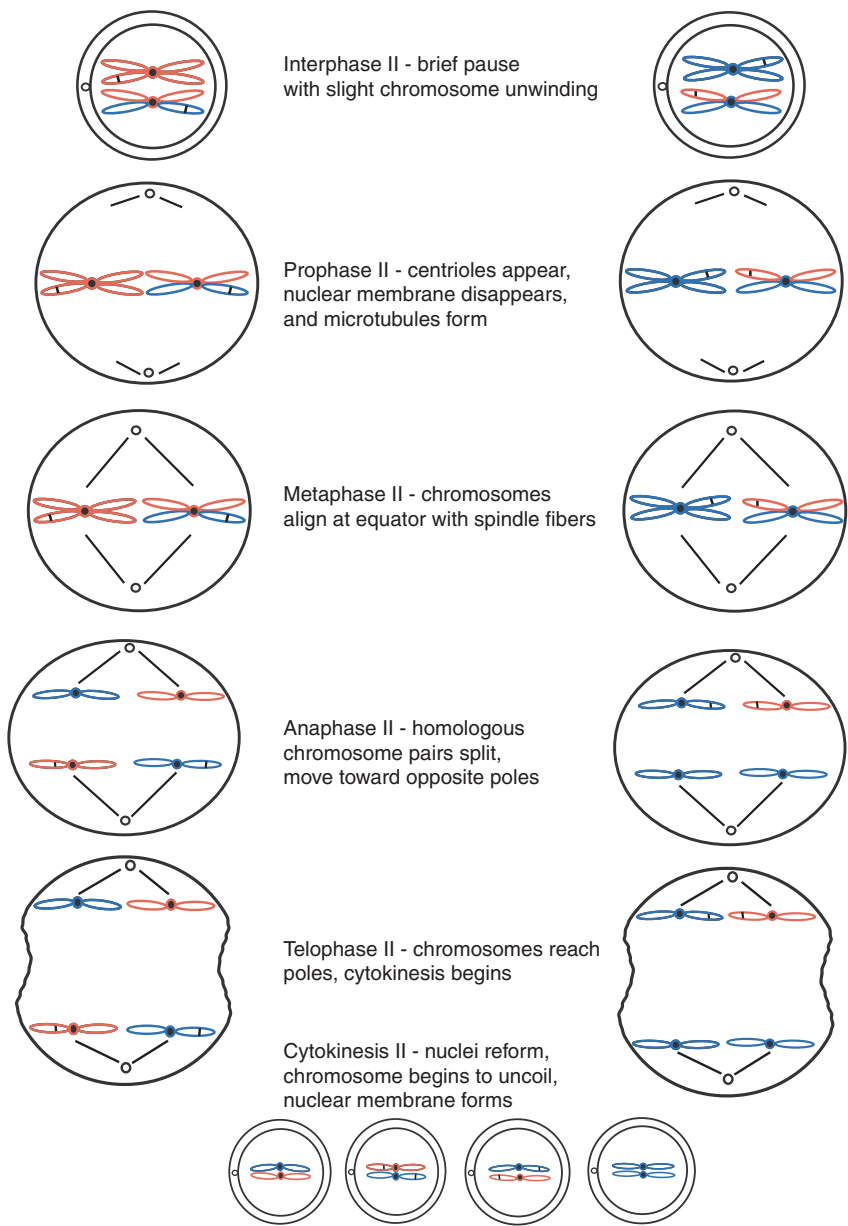 Interphase II - brief pause
with slight chromosome unwinding
Prophase II - centrioles appear,
nuclear membrane disappears,
and microtubules form
Metaphase II - chromosomes
align at equator with spindle fibers
Anaphase II - homologous
chromosome pairs split,
move toward opposite poles
Telophase II - chromosomes reach
poles, cytokinesis begins
Cytokinesis II - nuclei reform,
chromosome begins to uncoil,
nuclear membrane forms